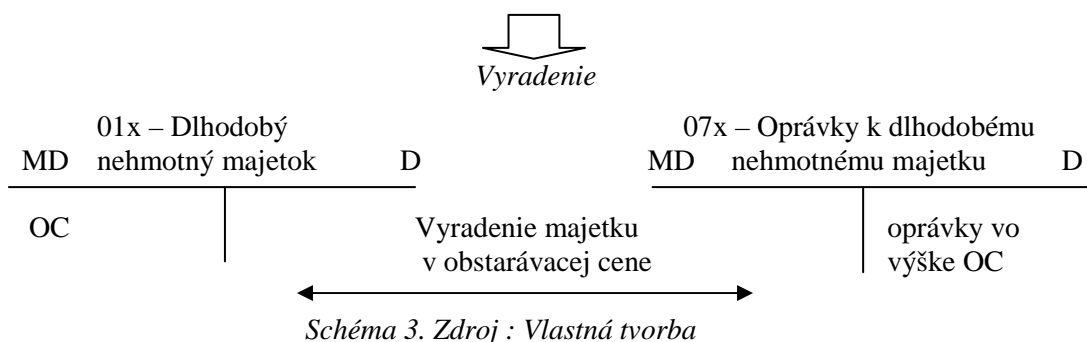 Vyradenie
01x – Dlhodobý
MD nehmotný majetok D
07x – Oprávky k dlhodobému
MD nehmotnému majetku D
OC
Vyradenie majetku
v obstarávacej cene
oprávky vo
výške OC
Schéma 3. Zdroj : Vlastná tvorba